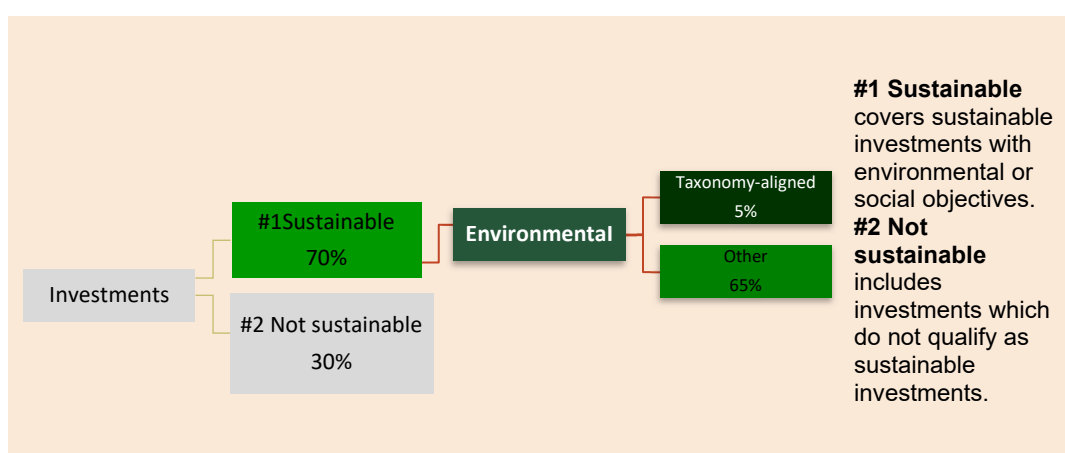 Investments
#1Sustainable
70%
#2 Not sustainable
30%
Environmental
Taxonomy-aligned
5%
Other
65%
#1 Sustainable
covers sustainable
investments with
environmental or
social objectives.
#2 Not
sustainable
includes
investments which
do not qualify as
sustainable
investments.